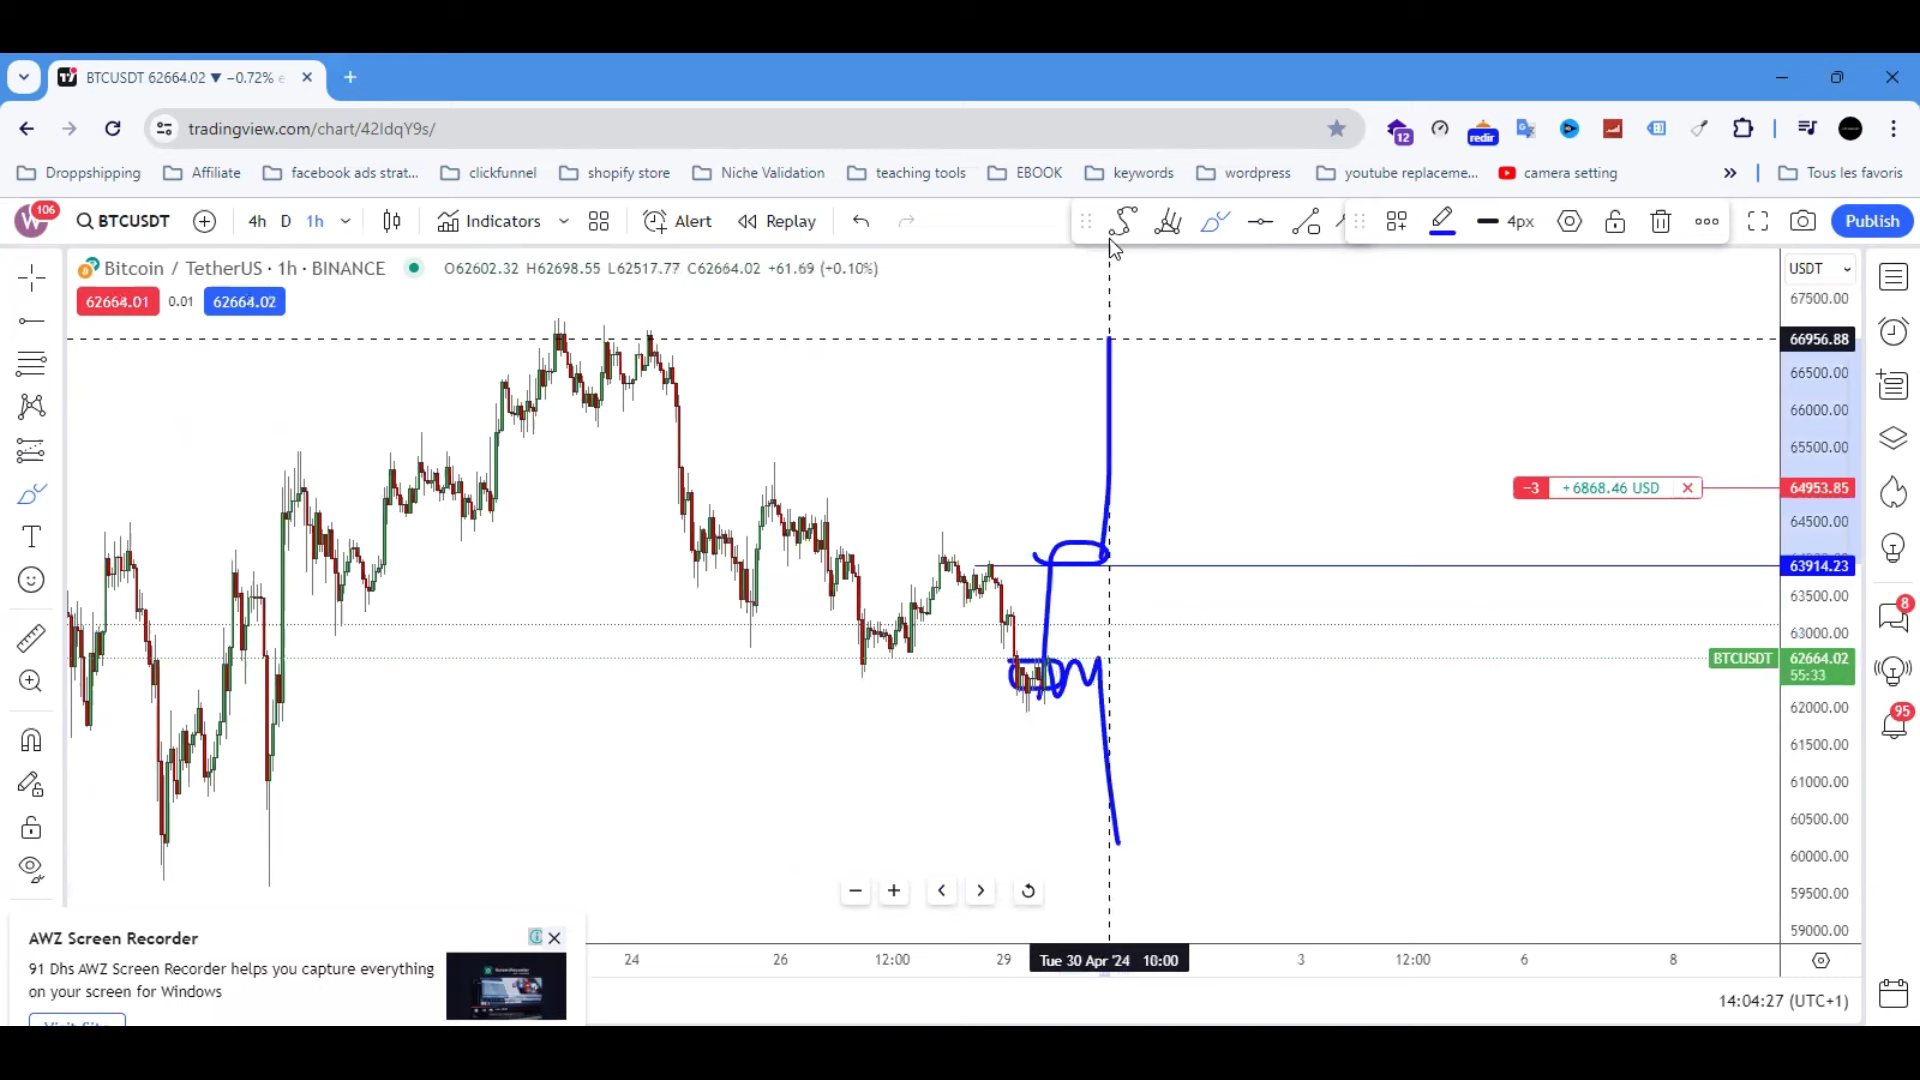 BTCUSDT 62664.02 ▼ −0.72%
tradingview.com/chart/42IdqY9s/
12
redir
Droppshipping
Affiliate
facebook ads strat...
clickfunnel
shopify store
Niche Validation
teaching tools
EBOOK
keywords
wordpress
youtube replaceme...
camera setting
»
Tous les favoris
W 106
BTCUSDT
4h D 1h
Indicators
Alert
Replay
4px
Publish
Bitcoin / TetherUS · 1h · BINANCE
O62602.32 H62698.55 L62517.77 C62664.02 +61.69 (+0.10%)
USDT
62664.01 0.01 62664.02
67500.00
66956.88
66500.00
66000.00
65500.00
−3 +6868.46 USD
64953.85
64500.00
63914.23
63500.00
63000.00
BTCUSDT 62664.02
55:33
62000.00
61500.00
61000.00
60500.00
60000.00
59500.00
59000.00
8
95
24 26 12:00 29 Tue 30 Apr '24 10:00 3 12:00 6 8
14:04:27 (UTC+1)
AWZ Screen Recorder
91 Dhs AWZ Screen Recorder helps you capture everything
on your screen for Windows